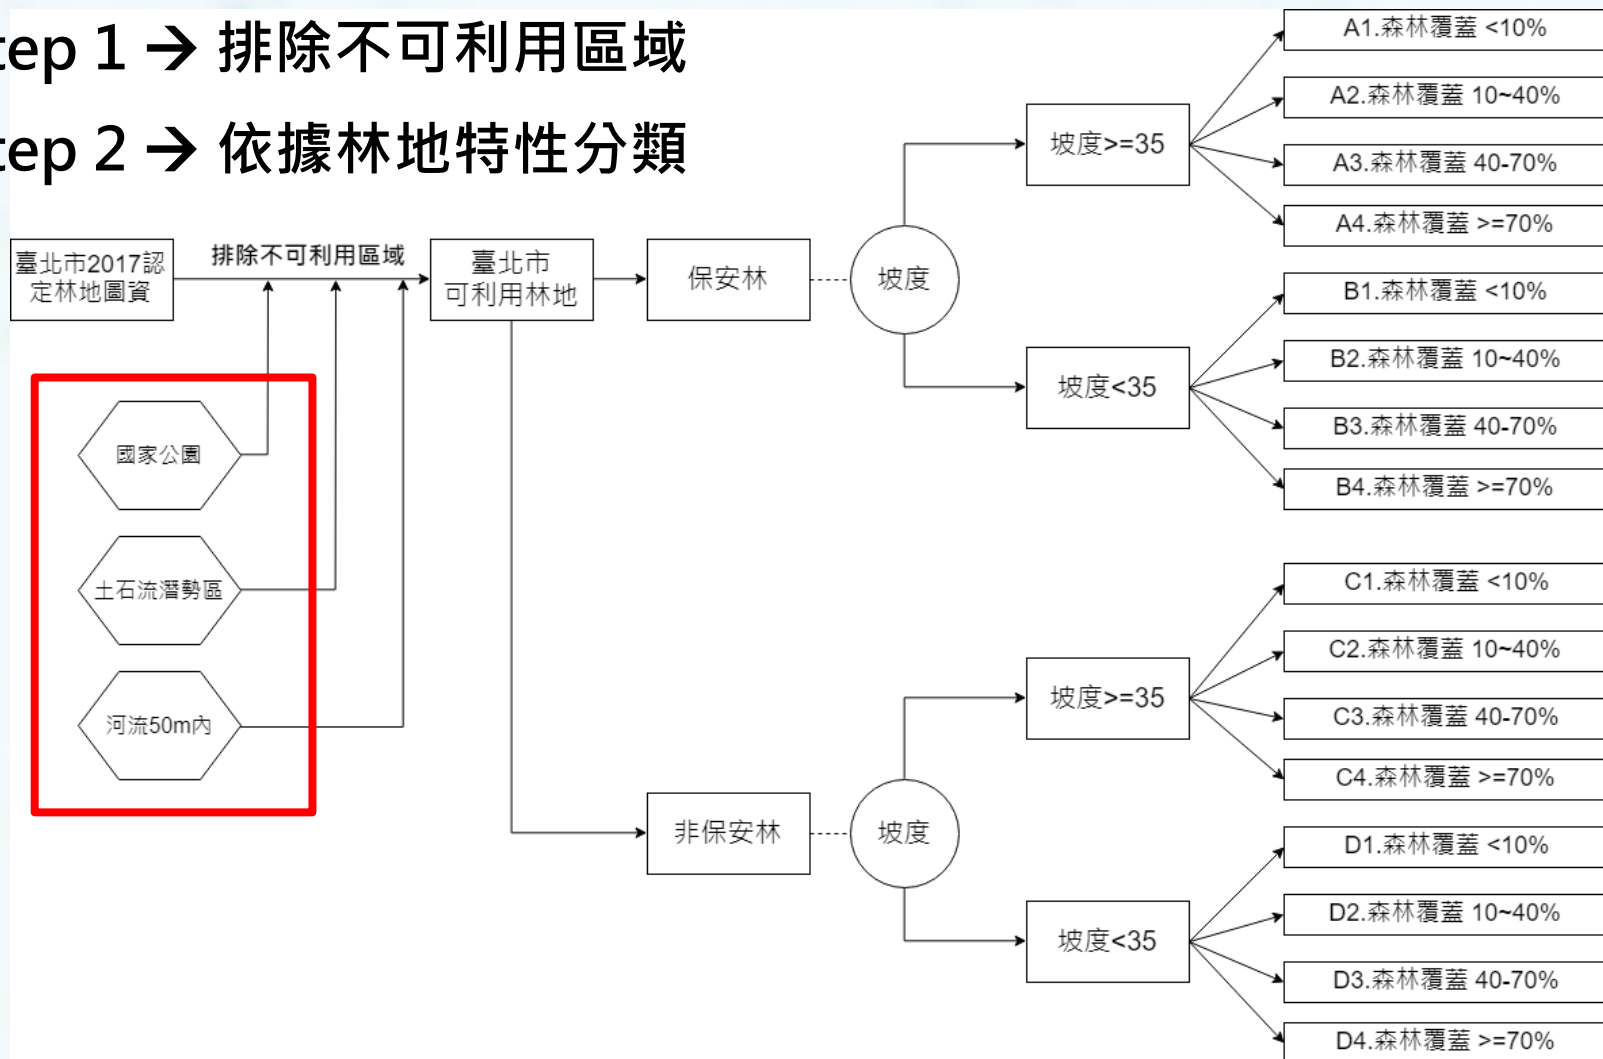 tep 1 → 排除不可利用區域
tep 2 → 依據林地特性分類
臺北市2017認
定林地圖資
排除不可利用區域
臺北市
可利用林地
國家公園
土石流潛勢區
河流50m內
保安林
坡度
坡度>=35
A1.森林覆蓋 <10%
A2.森林覆蓋 10~40%
A3.森林覆蓋 40-70%
A4.森林覆蓋 >=70%
坡度<35
B1.森林覆蓋 <10%
B2.森林覆蓋 10~40%
B3.森林覆蓋 40-70%
B4.森林覆蓋 >=70%
非保安林
坡度
坡度>=35
C1.森林覆蓋 <10%
C2.森林覆蓋 10~40%
C3.森林覆蓋 40-70%
C4.森林覆蓋 >=70%
坡度<35
D1.森林覆蓋 <10%
D2.森林覆蓋 10~40%
D3.森林覆蓋 40-70%
D4.森林覆蓋 >=70%